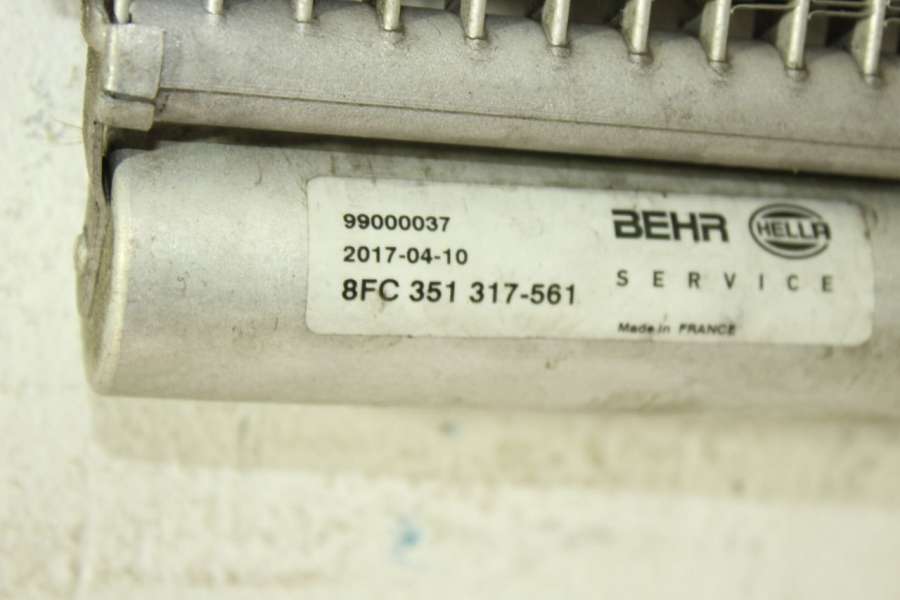 99000037
2017-04-10
8FC 351 317-561
BEHR HELLA
SERVICE
Made in FRANCE